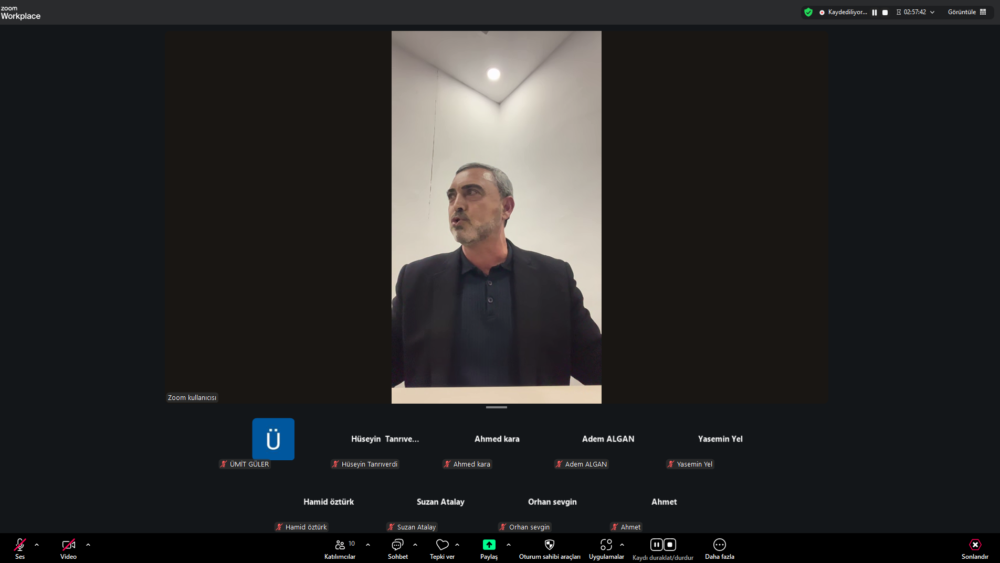 zoom
Workplace
Kaydediliyor...
02:57:42
Görüntüle
Zoom kullanıcısı
Ü
Hüseyin Tanrıve...
Ahmed kara
Adem ALGAN
Yasemin Yel
ÜMİT GÜLER
Hüseyin Tanrıverdi
Ahmed kara
Adem ALGAN
Yasemin Yel
Hamid öztürk
Suzan Atalay
Orhan sevgin
Ahmet
Hamid öztürk
Suzan Atalay
Orhan sevgin
Ahmet
Ses
Video
10
Katılımcılar
Sohbet
Tepki ver
Paylaş
Oturum sahibi araçları
Uygulamalar
Kaydı duraklat/durdur
Daha fazla
Sonlandır